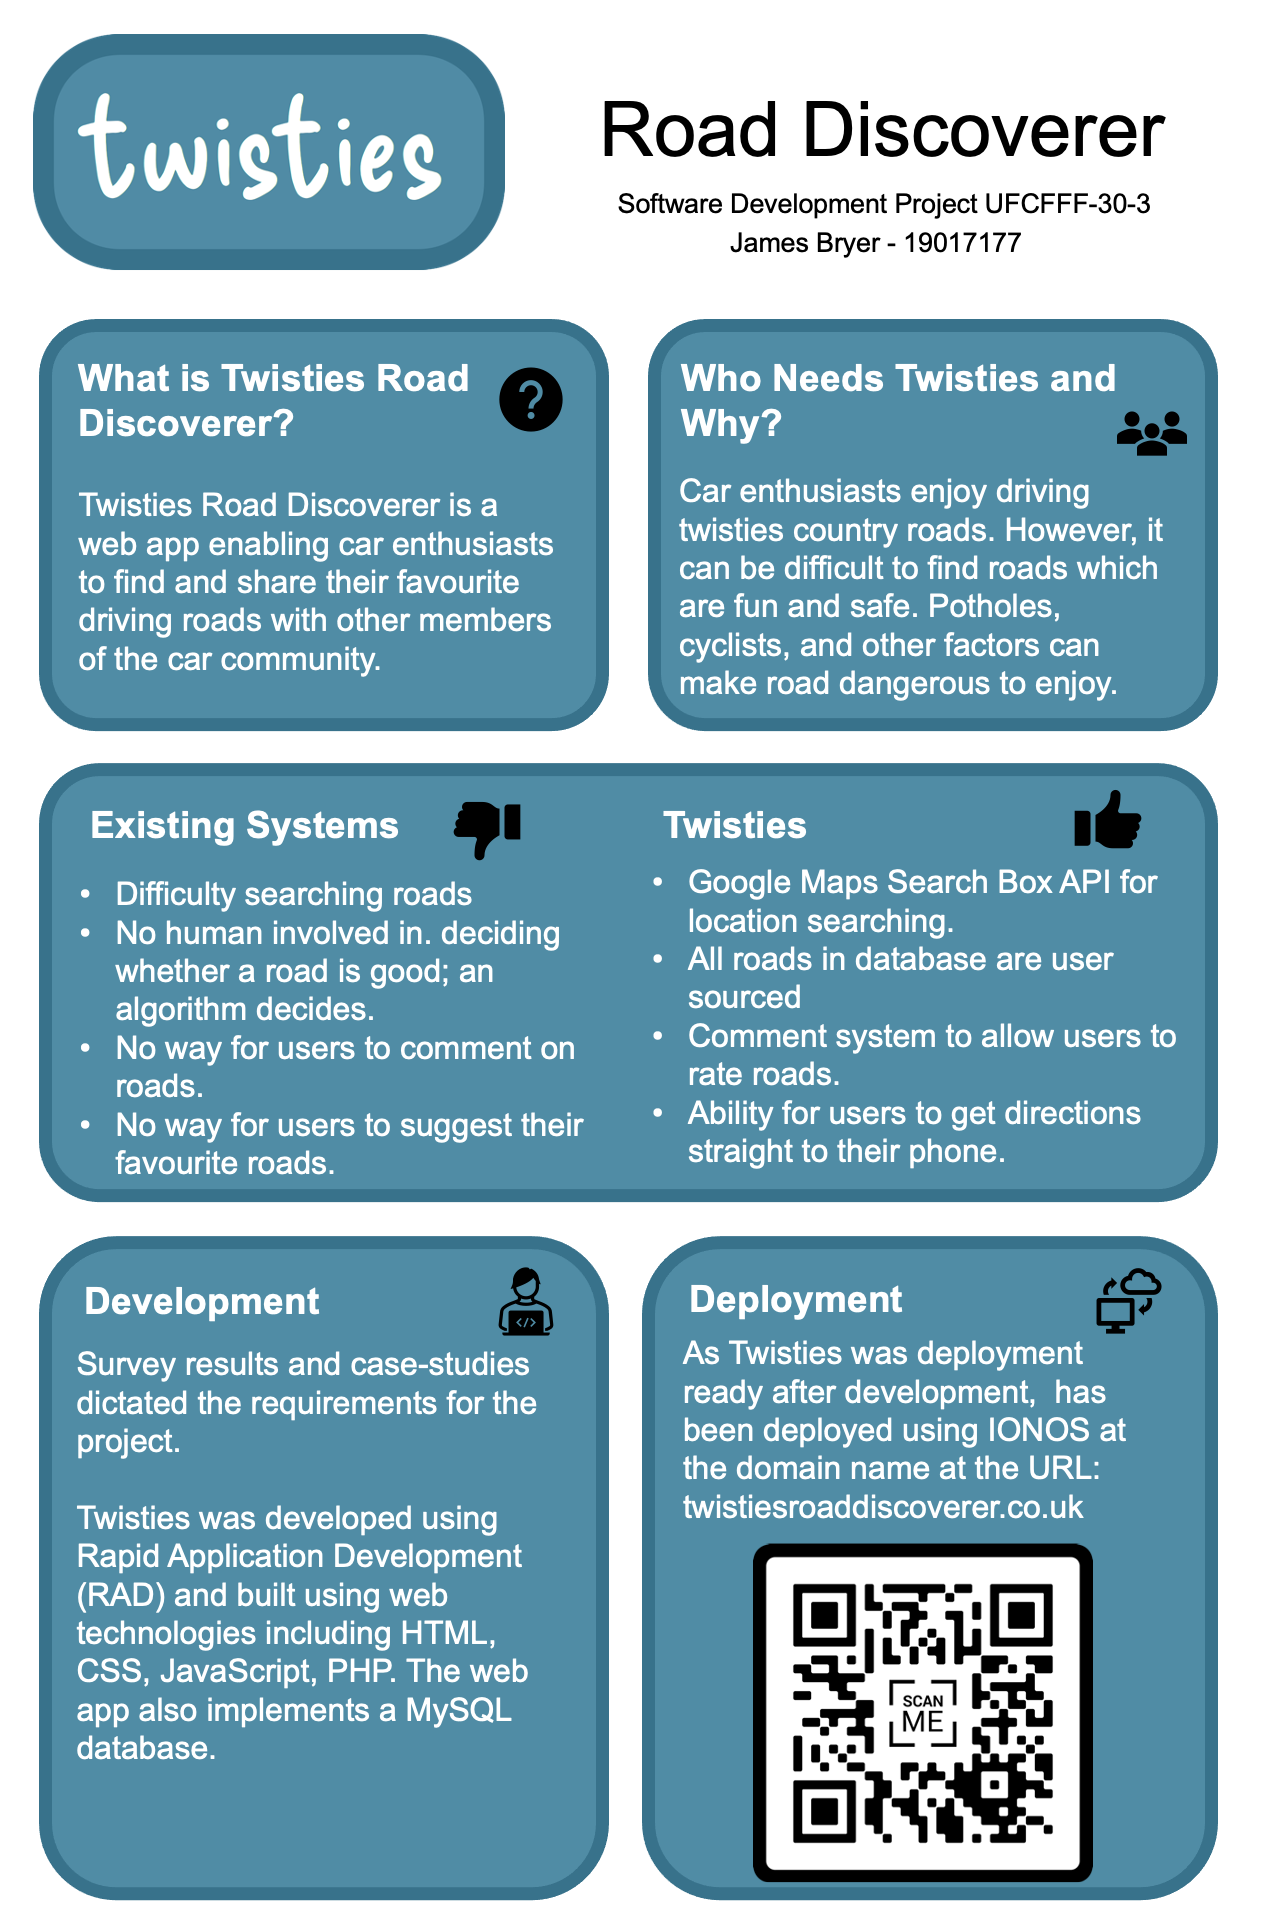 twisties
Road Discoverer
Software Development Project UFCFFF-30-3
James Bryer - 19017177
What is Twisties Road
Discoverer?
Twisties Road Discoverer is a
web app enabling car enthusiasts
to find and share their favourite
driving roads with other members
of the car community.
Who Needs Twisties and
Why?
Car enthusiasts enjoy driving
twisties country roads. However, it
can be difficult to find roads which
are fun and safe. Potholes,
cyclists, and other factors can
make road dangerous to enjoy.
Existing Systems
• Difficulty searching roads
• No human involved in. deciding
whether a road is good; an
algorithm decides.
• No way for users to comment on
roads.
• No way for users to suggest their
favourite roads.
Twisties
• Google Maps Search Box API for
location searching.
• All roads in database are user
sourced
• Comment system to allow users to
rate roads.
• Ability for users to get directions
straight to their phone.
Development
Survey results and case-studies
dictated the requirements for the
project.
Twisties was developed using
Rapid Application Development
(RAD) and built using web
technologies including HTML,
CSS, JavaScript, PHP. The web
app also implements a MySQL
database.
Deployment
As Twisties was deployment
ready after development,  has
been deployed using IONOS at
the domain name at the URL:
twistiesroaddiscoverer.co.uk
SCAN
ME